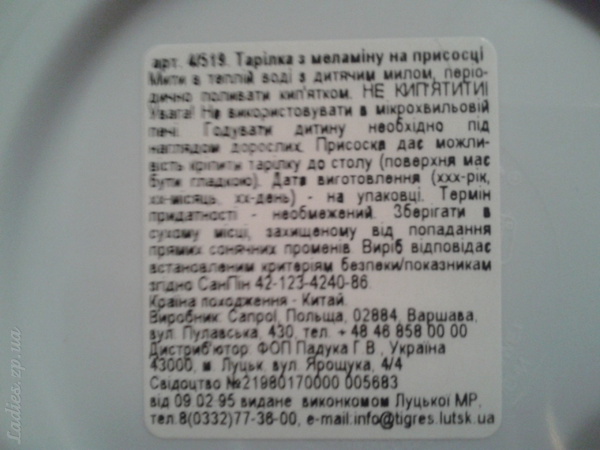 арт. 4/519. Тарілка з меламіну на присосці
Мити в теплій воді з дитячим милом, періо-
дично поливати кип'ятком. НЕ КИП'ЯТИТИ!
Увага! Не використовувати в мікрохвильовій
печі. Годувати дитину необхідно під
наглядом дорослих. Присоска дає можли-
вість кріпити тарілку до столу (поверхня має
бути гладкою). Дата виготовлення (ххх-рік,
хх-місяць, хх-день) - на упаковці. Термін
придатності - необмежений. Зберігати в
сухому місці, захищеному від попадання
прямих сонячних променів. Виріб відповідає
встановленим критеріям безпеки/показникам
згідно СанПін 42-123-4240-86.
Країна походження - Китай.
Виробник: Canpol, Польща, 02884, Варшава,
вул. Пулавська, 430, тел. + 48 46 858 00 00
Дистриб'ютор: ФОП Падука Г.В., Україна
43000, м. Луцьк, вул. Ярощука, 4/4
Свідоцтво №21980170000 005683
від 09 02 95 видане виконкомом Луцької МР,
тел.8(0332)77-36-00, e-mail:info@tigres.lutsk.ua
Ladies.zp.ua